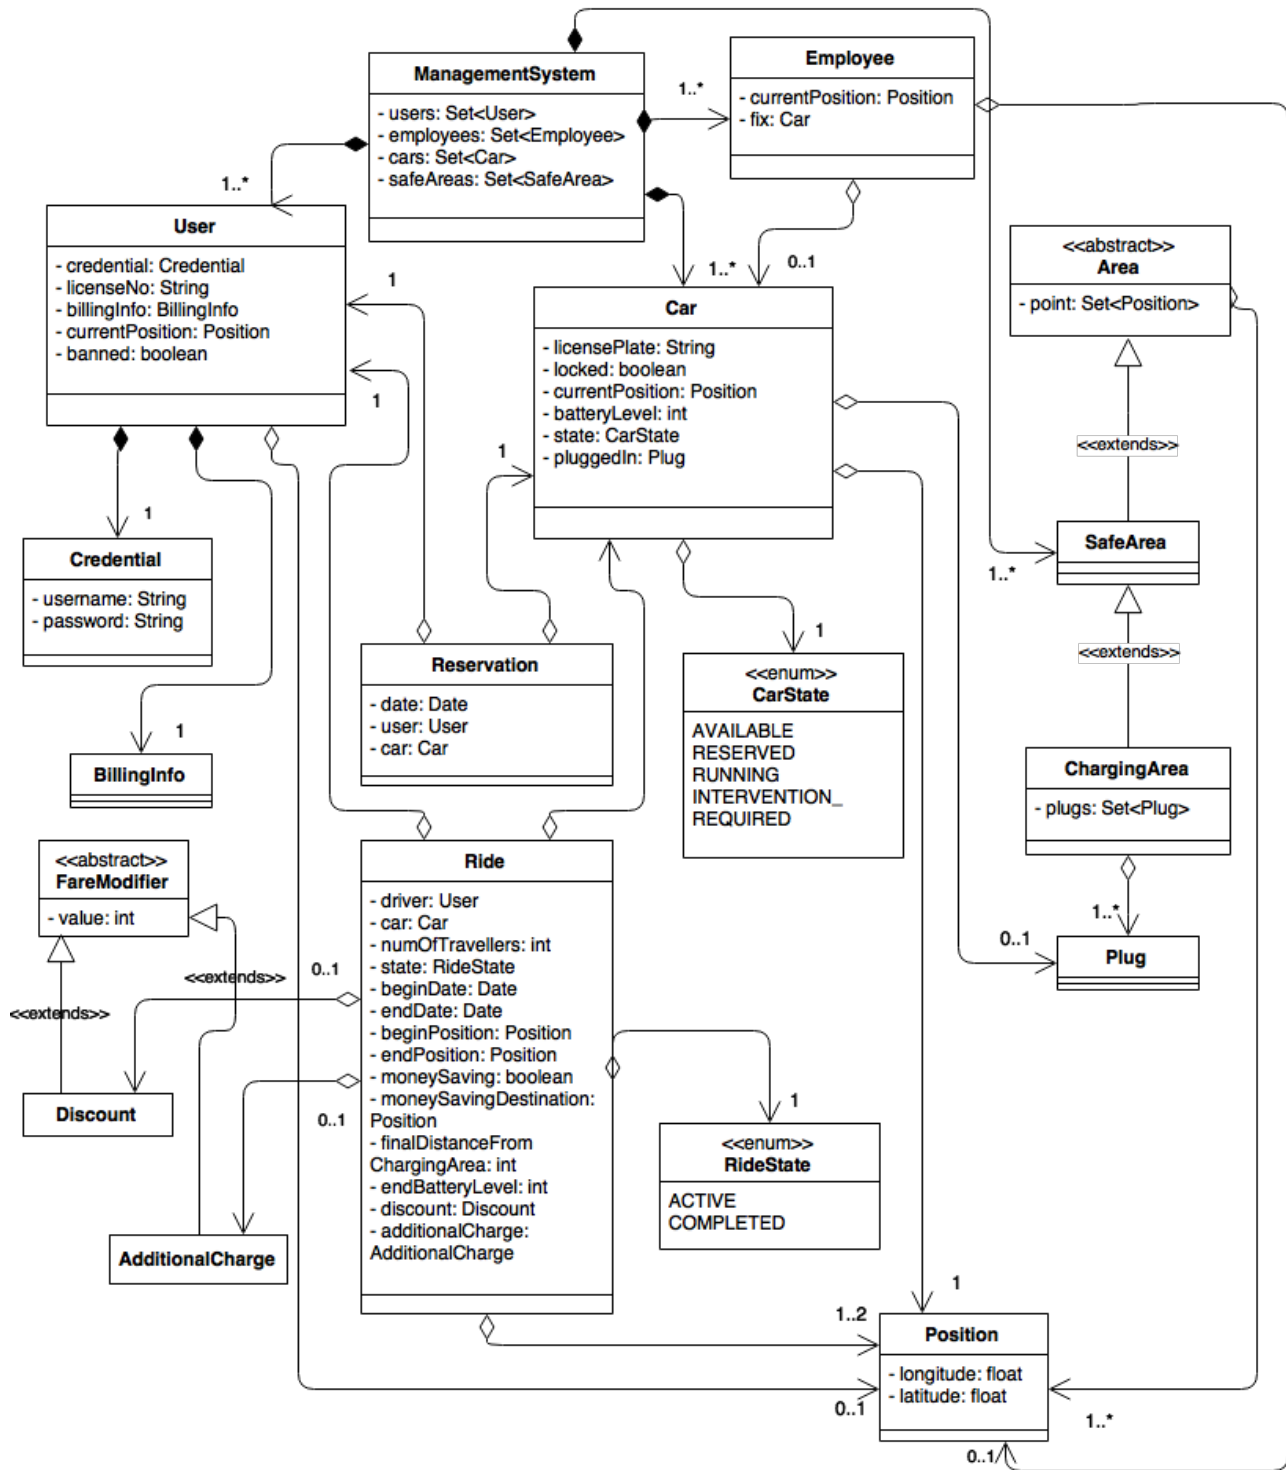 ManagementSystem
- users: Set<User>
- employees: Set<Employee>
- cars: Set<Car>
- safeAreas: Set<SafeArea>
Employee
- currentPosition: Position
- fix: Car
1..*
1..*
User
- credential: Credential
- licenseNo: String
- billingInfo: BillingInfo
- currentPosition: Position
- banned: boolean
1
1
1..*
0..1
Car
- licensePlate: String
- locked: boolean
- currentPosition: Position
- batteryLevel: int
- state: CarState
- pluggedIn: Plug
<<abstract>>
Area
- point: Set<Position>
<<extends>>
1
1
Credential
- username: String
- password: String
SafeArea
1..*
<<extends>>
Reservation
- date: Date
- user: User
- car: Car
1
<<enum>>
CarState
AVAILABLE
RESERVED
RUNNING
INTERVENTION_
REQUIRED
1
BillingInfo
ChargingArea
- plugs: Set<Plug>
1..*
0..1
Plug
<<abstract>>
FareModifier
- value: int
<<extends>>
<<extends>>
0..1
0..1
Discount
AdditionalCharge
Ride
- driver: User
- car: Car
- numOfTravellers: int
- state: RideState
- beginDate: Date
- endDate: Date
- beginPosition: Position
- endPosition: Position
- moneySaving: boolean
- moneySavingDestination:
Position
- finalDistanceFrom
ChargingArea: int
- endBatteryLevel: int
- discount: Discount
- additionalCharge:
AdditionalCharge
1
<<enum>>
RideState
ACTIVE
COMPLETED
1
1..2
Position
- longitude: float
- latitude: float
0..1
1..*
0..1